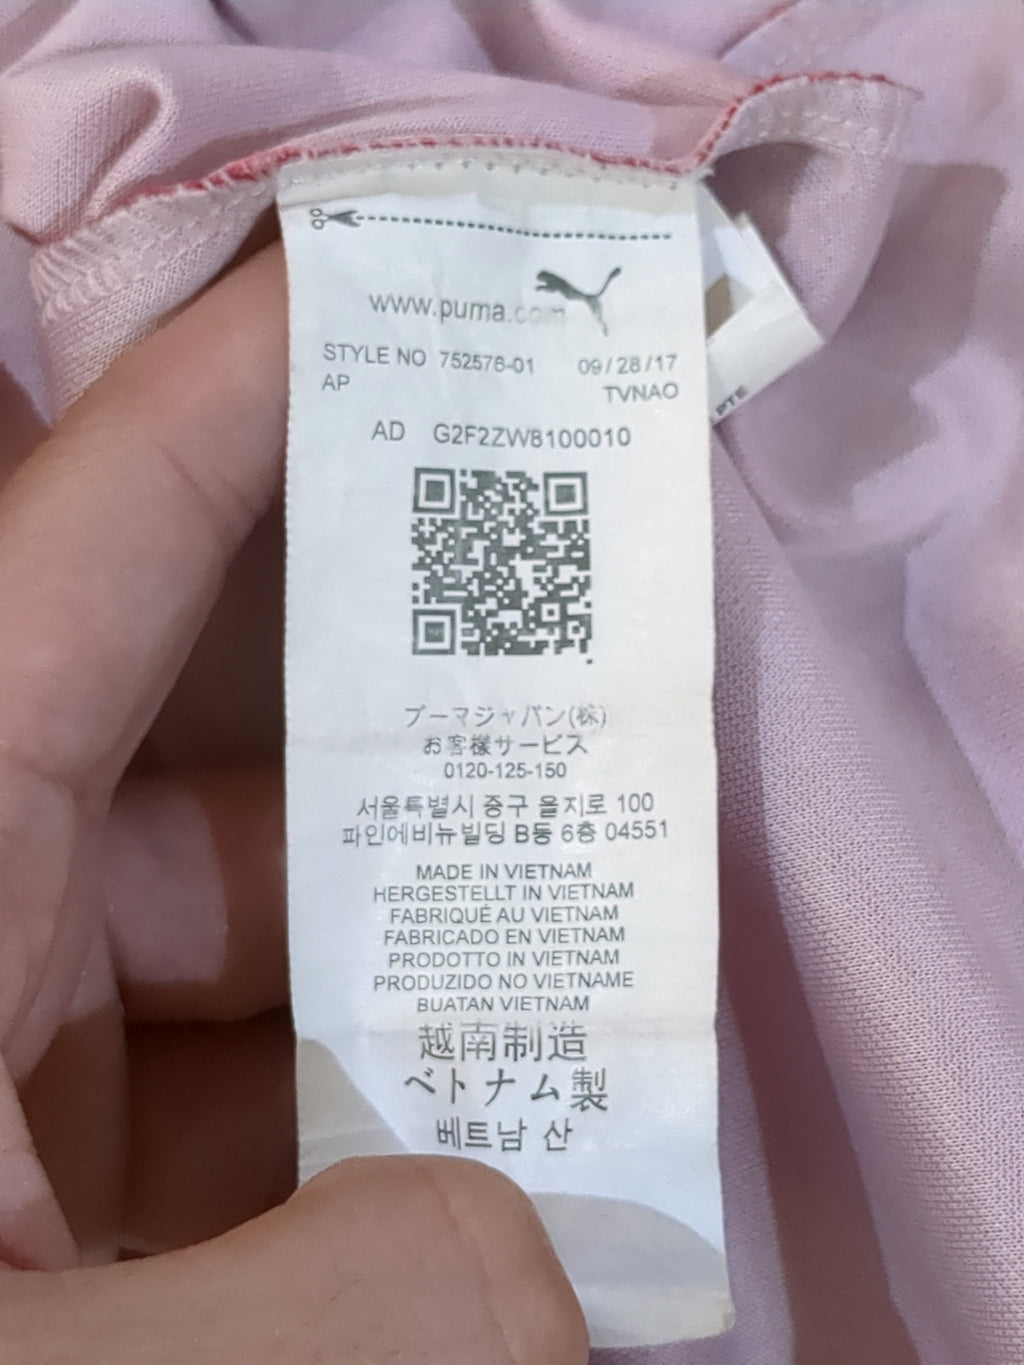 www.puma.com
STYLE NO 752578-01 09/28/17
AP TVNAO
AD G2F2ZW8100010
プーマジャパン(株)
お客様サービス
0120-125-150
서울특별시 중구 을지로 100
파인에비뉴빌딩 B동 6층 04551
MADE IN VIETNAM
HERGESTELLT IN VIETNAM
FABRIQUÉ AU VIETNAM
FABRICADO EN VIETNAM
PRODOTTO IN VIETNAM
PRODUZIDO NO VIETNAME
BUATAN VIETNAM
越南制造
ベトナム製
베트남 산
PTE